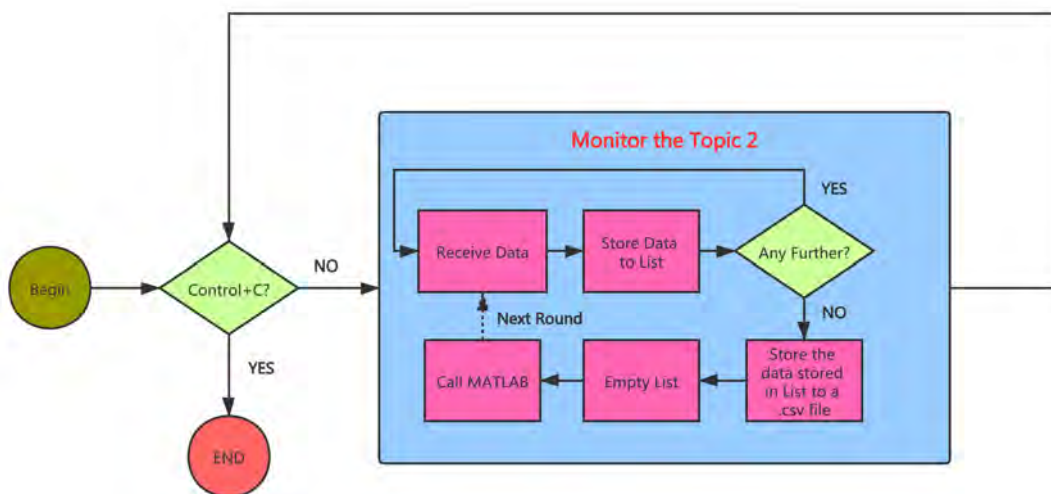 Monitor the Topic 2
YES
Receive Data
Store Data
to List
Any Further?
Begin
Control+C?
NO
NO
Next Round
YES
Call MATLAB
Empty List
Store the
data stored
in List to a
.csv file
END